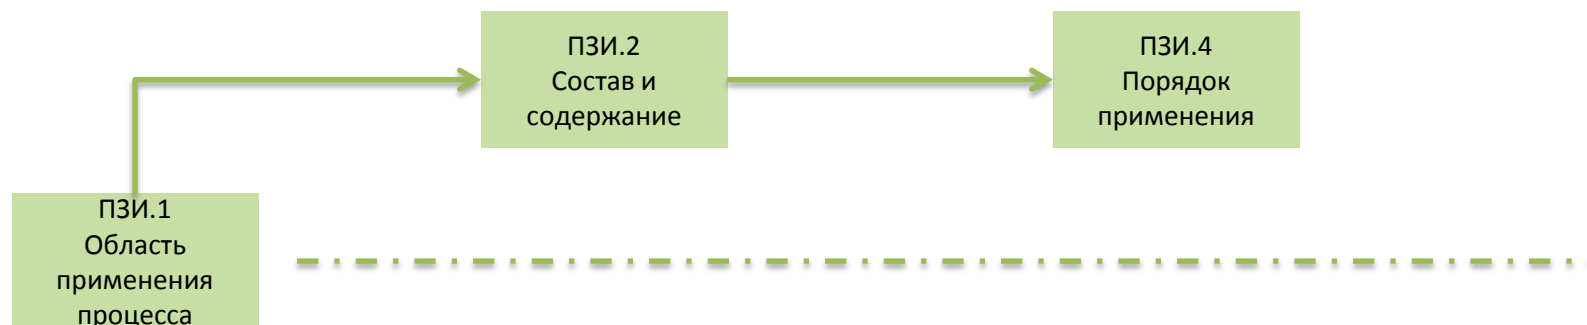 ПЗИ.2
Состав и
содержание
ПЗИ.4
Порядок
применения
ПЗИ.1
Область
применения
процесса